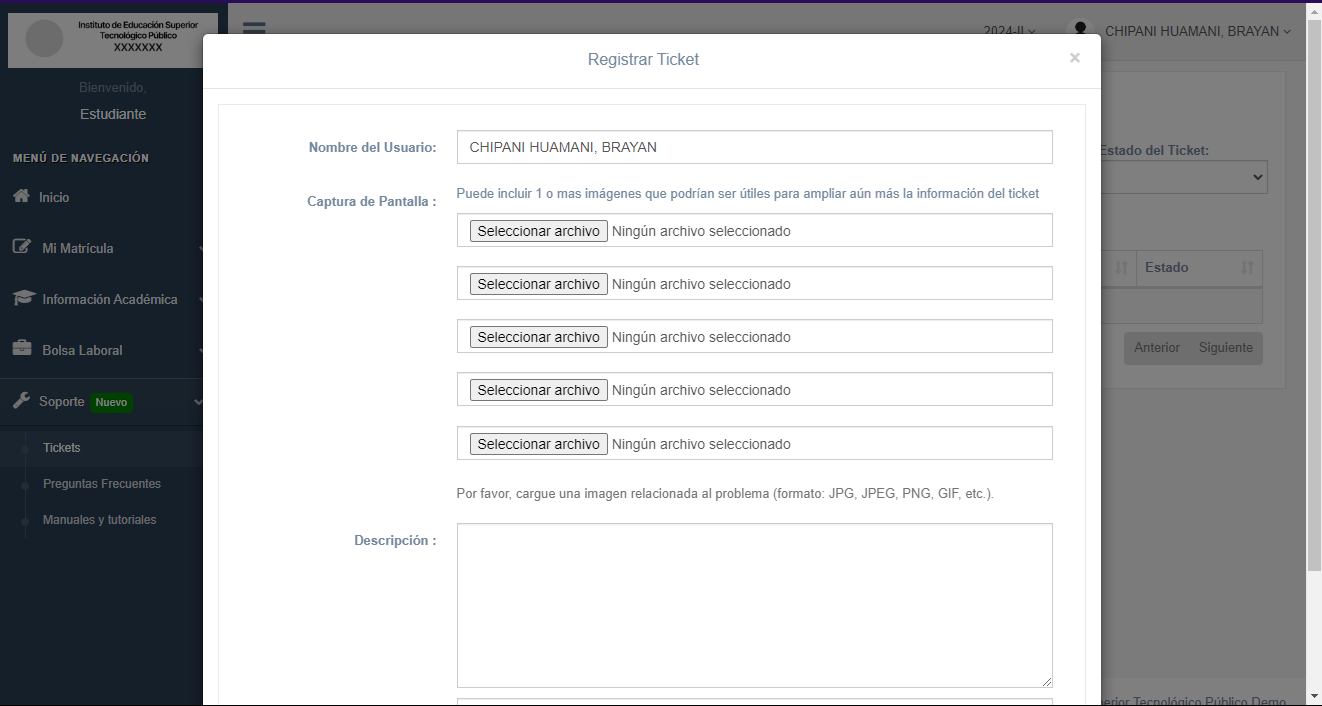 Instituto de Educación Superior
Tecnológico Público
XXXXXXX
2024-II
CHIPANI HUAMANI, BRAYAN
Bienvenido,
Estudiante
MENÚ DE NAVEGACIÓN
Inicio
Mi Matrícula
Información Académica
Bolsa Laboral
Soporte Nuevo
Tickets
Preguntas Frecuentes
Manuales y tutoriales
Registrar Ticket
×
Nombre del Usuario:
CHIPANI HUAMANI, BRAYAN
Captura de Pantalla :
Puede incluir 1 o mas imágenes que podrían ser útiles para ampliar aún más la información del ticket
Seleccionar archivo Ningún archivo seleccionado
Seleccionar archivo Ningún archivo seleccionado
Seleccionar archivo Ningún archivo seleccionado
Seleccionar archivo Ningún archivo seleccionado
Seleccionar archivo Ningún archivo seleccionado
Por favor, cargue una imagen relacionada al problema (formato: JPG, JPEG, PNG, GIF, etc.).
Descripción :
Estado del Ticket:
Estado
Anterior Siguiente
Tecnológico Público Demo